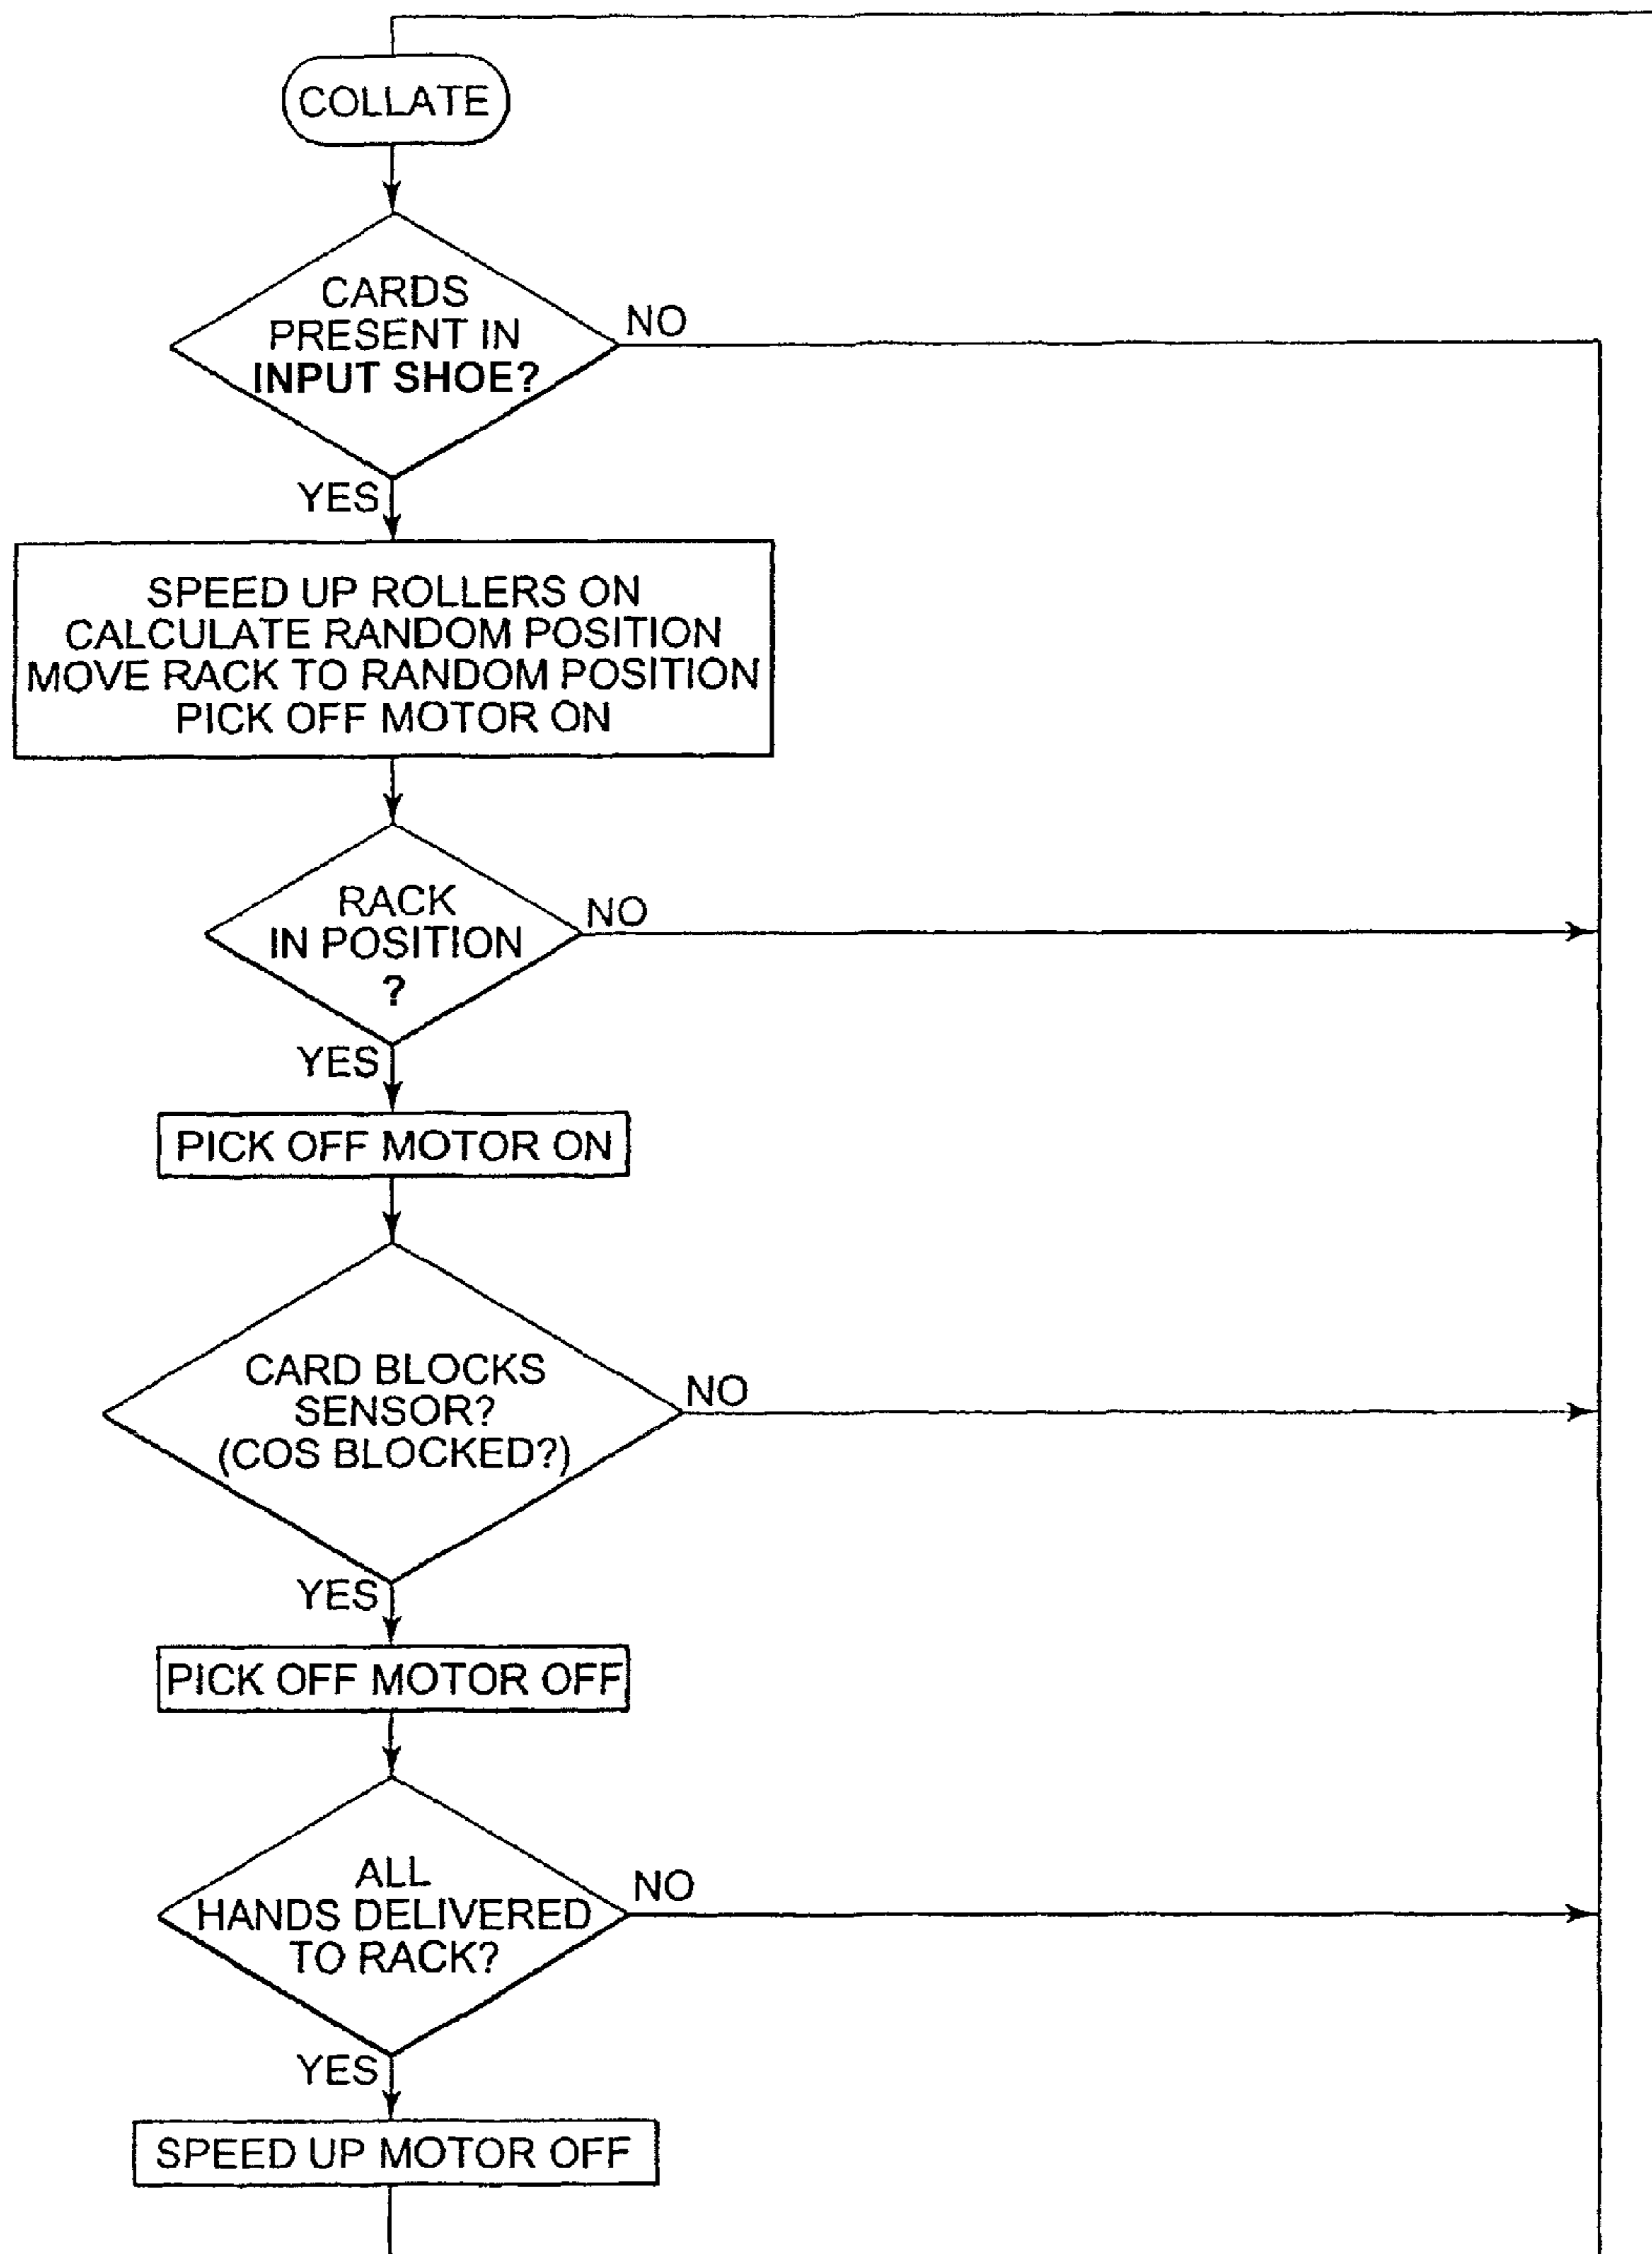 COLLATE
CARDS
PRESENT IN
INPUT SHOE?
NO
YES
SPEED UP ROLLERS ON
CALCULATE RANDOM POSITION
MOVE RACK TO RANDOM POSITION
PICK OFF MOTOR ON
RACK
IN POSITION
?
NO
YES
PICK OFF MOTOR ON
CARD BLOCKS
SENSOR?
(COS BLOCKED?)
NO
YES
PICK OFF MOTOR OFF
ALL
HANDS DELIVERED
TO RACK?
NO
YES
SPEED UP MOTOR OFF